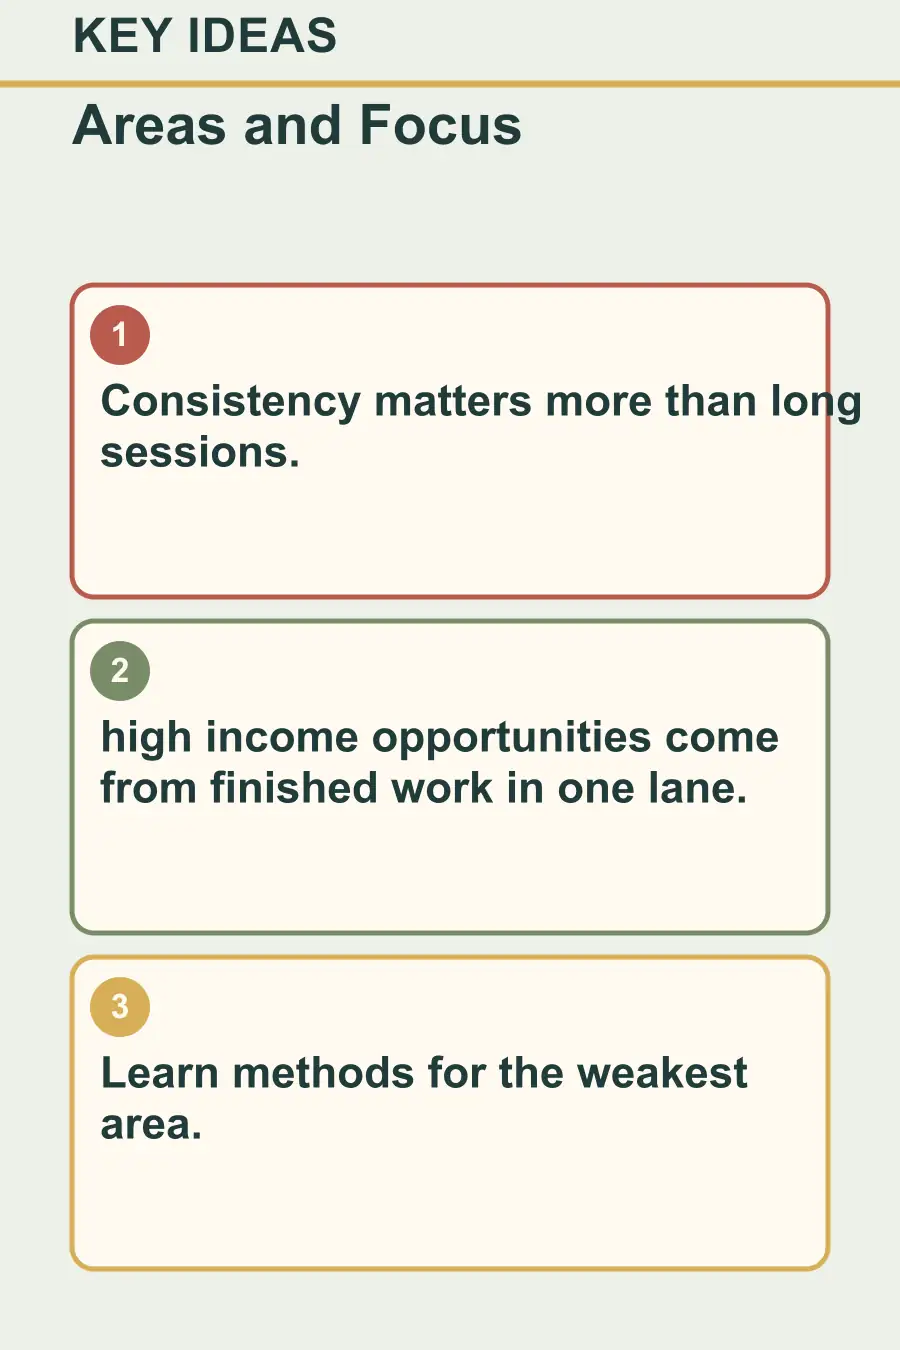 KEY IDEAS
Areas and Focus
1
Consistency matters more than long
sessions.
2
high income opportunities come
from finished work in one lane.
3
Learn methods for the weakest
area.